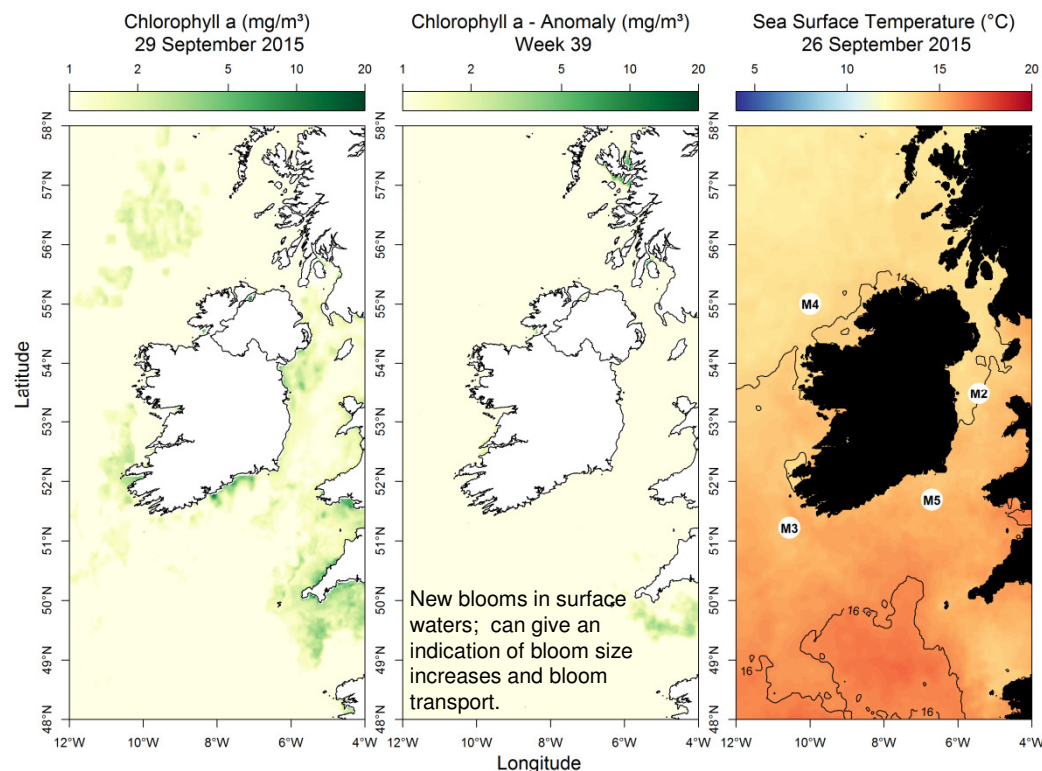 Chlorophyll a (mg/m³)
29 September 2015
1 2 5 10 20
58°N
57°N
56°N
55°N
54°N
53°N
52°N
51°N
50°N
49°N
48°N
12°W 10°W 8°W 6°W 4°W
Latitude
Chlorophyll a - Anomaly (mg/m³)
Week 39
1 2 5 10 20
58°N
57°N
56°N
55°N
54°N
53°N
52°N
51°N
50°N
49°N
48°N
New blooms in surface
waters; can give an
indication of bloom size
increases and bloom
transport.
12°W 10°W 8°W 6°W 4°W
Sea Surface Temperature (°C)
26 September 2015
5 10 15 20
58°N
57°N
56°N
55°N
54°N
53°N
52°N
51°N
50°N
49°N
48°N
14
M4
M2
M5
M3
16
16
16
12°W 10°W 8°W 6°W 4°W
Longitude